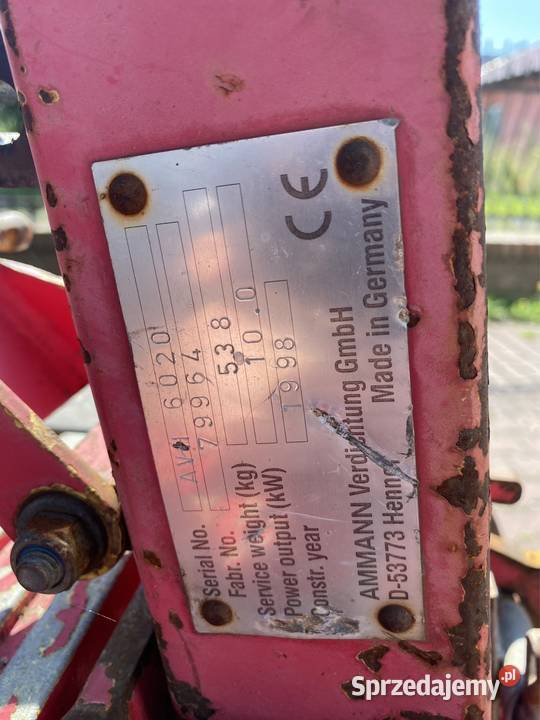 Serial No. AVH 6020
Fabr. No. 79964
Service weight (kg) 538
Power output (kW) 10.0
Constr. year 1998
CE
AMMANN Verdichtung GmbH
D-53773 Henne Made in Germany
Sprzedajemy.pl